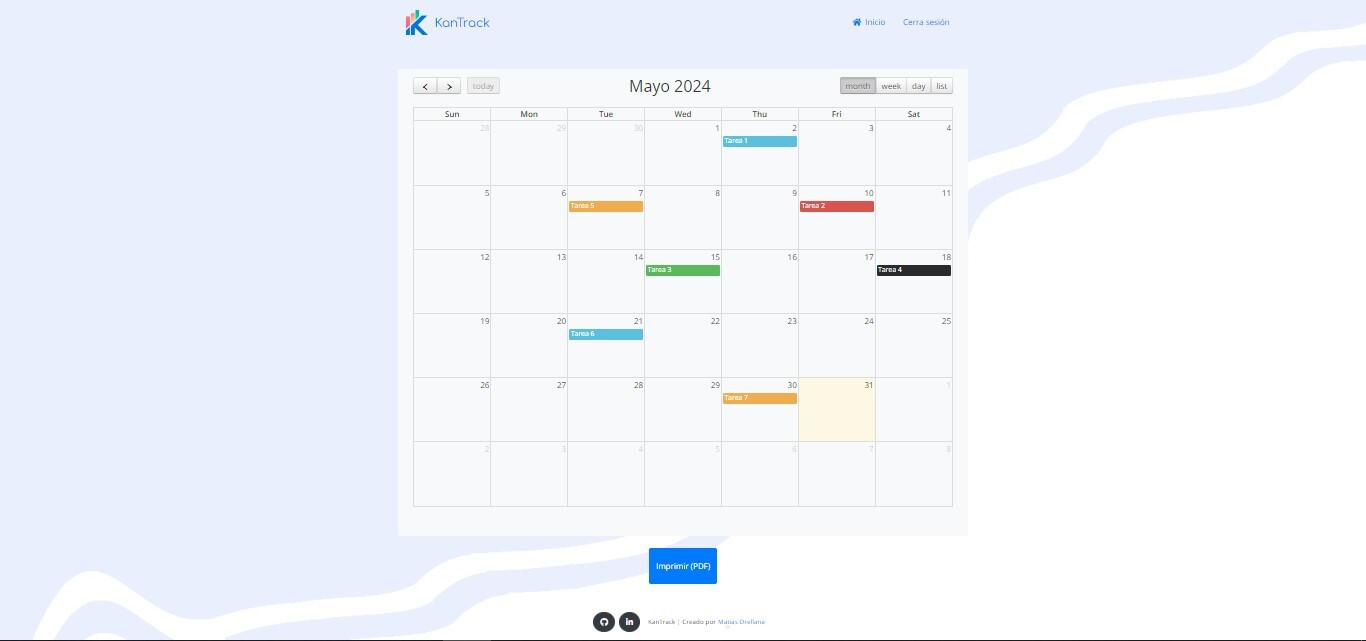 KanTrack
Inicio Cerra sesión
today Mayo 2024 month week day list
Sun Mon Tue Wed Thu Fri Sat
28 29 30 1 2 3 4
Tarea 1
5 6 7 8 9 10 11
Tarea 5 Tarea 2
12 13 14 15 16 17 18
Tarea 3 Tarea 4
19 20 21 22 23 24 25
Tarea 6
26 27 28 29 30 31 1
Tarea 7
2 3 4 5 6 7 8
Imprimir (PDF)
in KanTrack | Creado por Matías Orellana